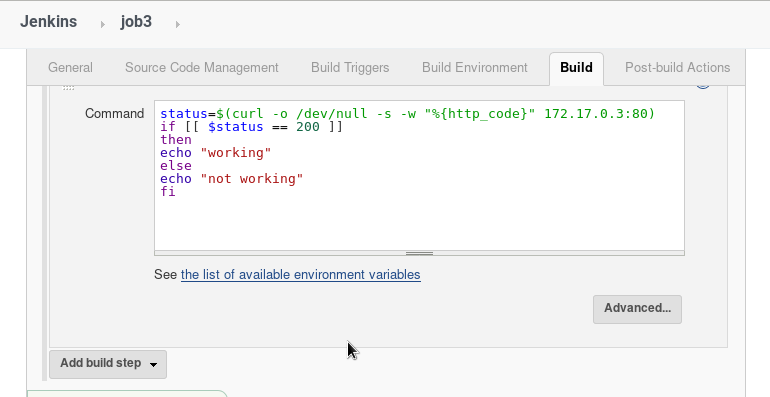 Jenkins job3
General Source Code Management Build Triggers Build Environment Build Post-build Actions
Command
status=$(curl -o /dev/null -s -w "%{http_code}" 172.17.0.3:80)
if [[ $status == 200 ]]
then
echo "working"
else
echo "not working"
fi
See the list of available environment variables
Advanced...
Add build step